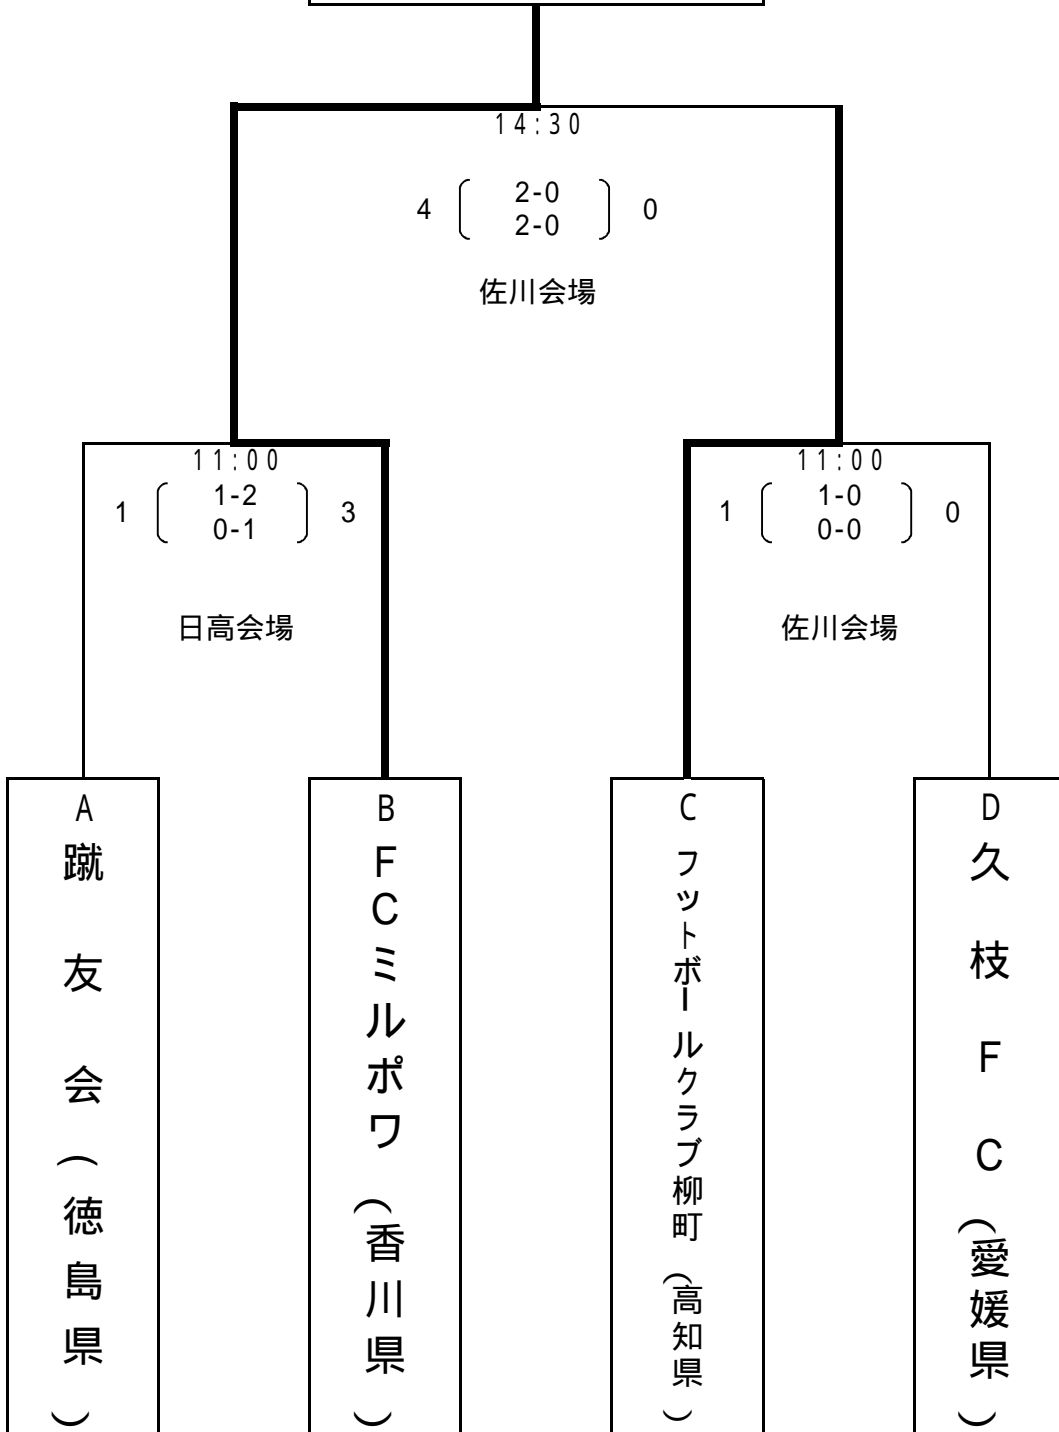 14:30
4 ( 2-0 ) 0
2-0
佐川会場
11:00
1 ( 1-2 ) 3
0-1
日高会場
11:00
1 ( 1-0 ) 0
0-0
佐川会場
A
蹴友会(徳島県)
B
FCミルポワ(香川県)
C
フットボールクラブ柳町(高知県)
D
久枝FC(愛媛県)